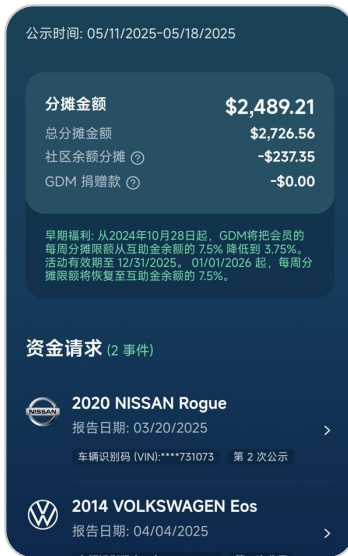 公示时间: 05/11/2025-05/18/2025
分摊金额 $2,489.21
总分摊金额 $2,726.56
社区余额分摊 ? -$237.35
GDM 捐赠款 ? -$0.00
早期福利: 从2024年10月28日起，GDM将把会员的
每周分摊限额从互助金余额的 7.5% 降低到 3.75%。
活动有效期至 12/31/2025。 01/01/2026 起，每周分
摊限额将恢复至互助金余额的 7.5%。
资金请求 (2 事件)
NISSAN
2020 NISSAN Rogue
报告日期: 03/20/2025
车辆识别码 (VIN):****731073 第 2 次公示
2014 VOLKSWAGEN Eos
报告日期: 04/04/2025